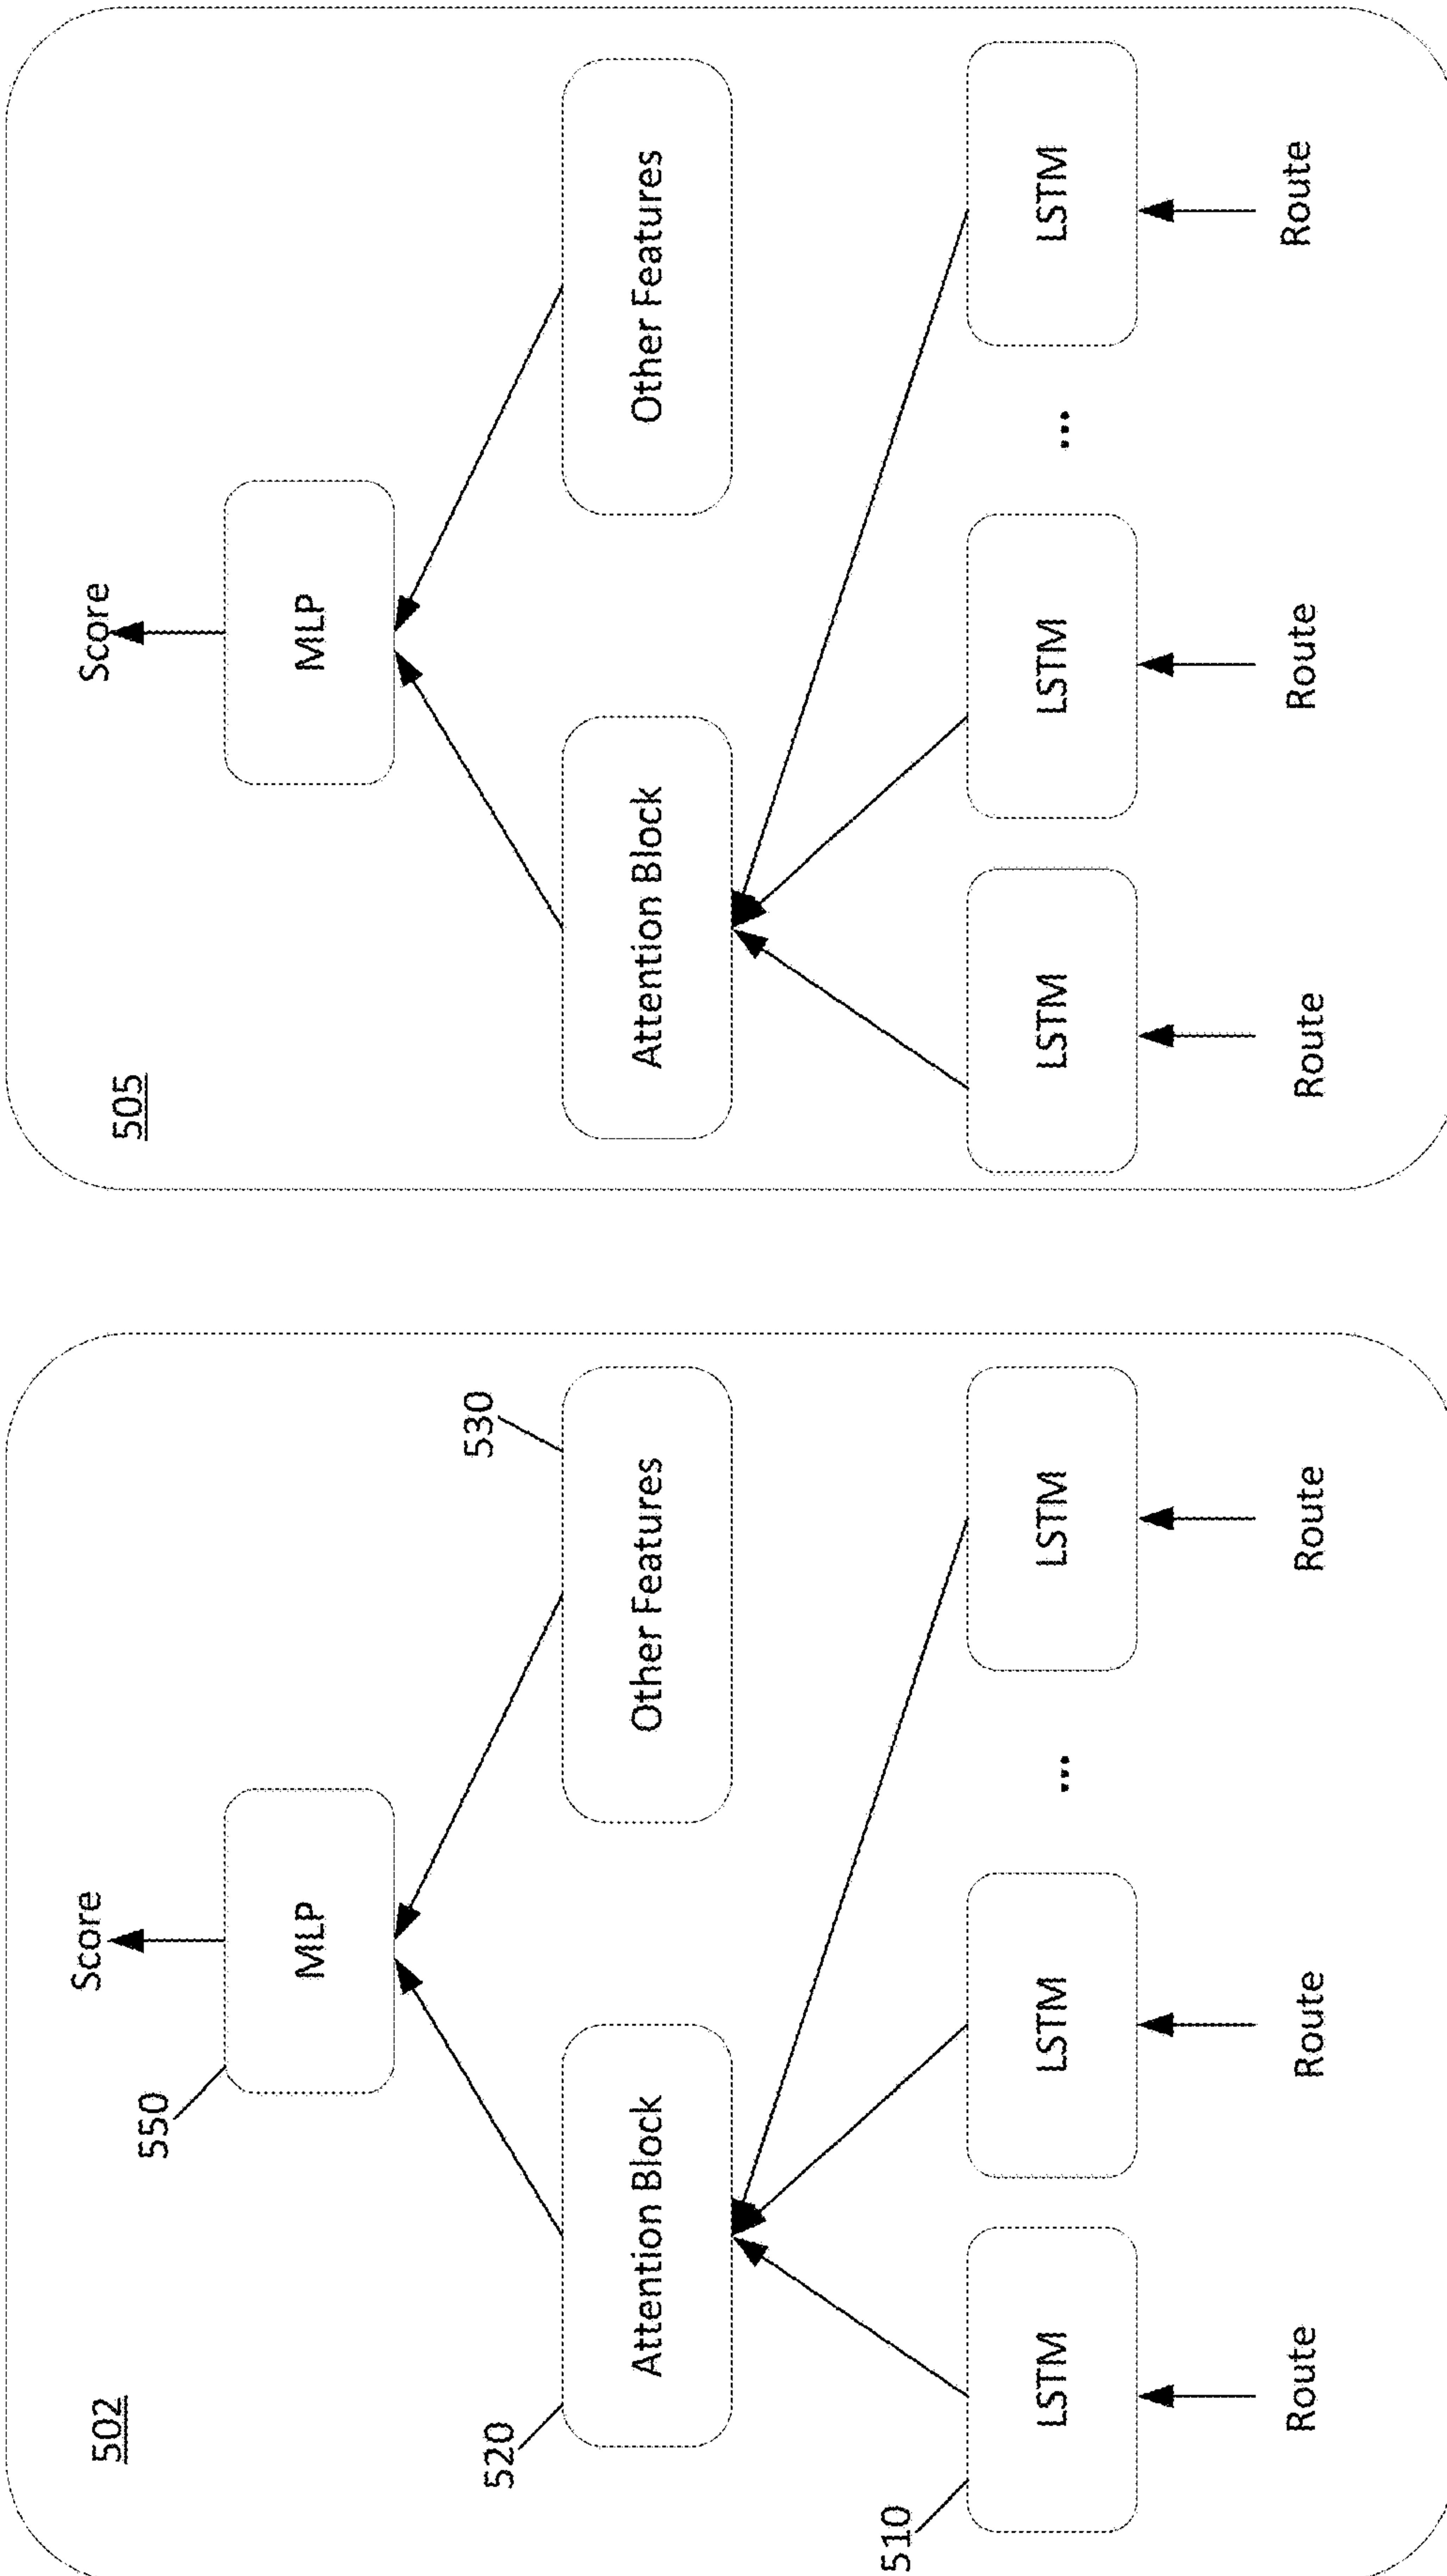 502
Score
550
MLP
520
Attention Block
530
Other Features
510
LSTM
LSTM
...
LSTM
Route
Route
Route
505
Score
MLP
Attention Block
Other Features
LSTM
LSTM
...
LSTM
Route
Route
Route